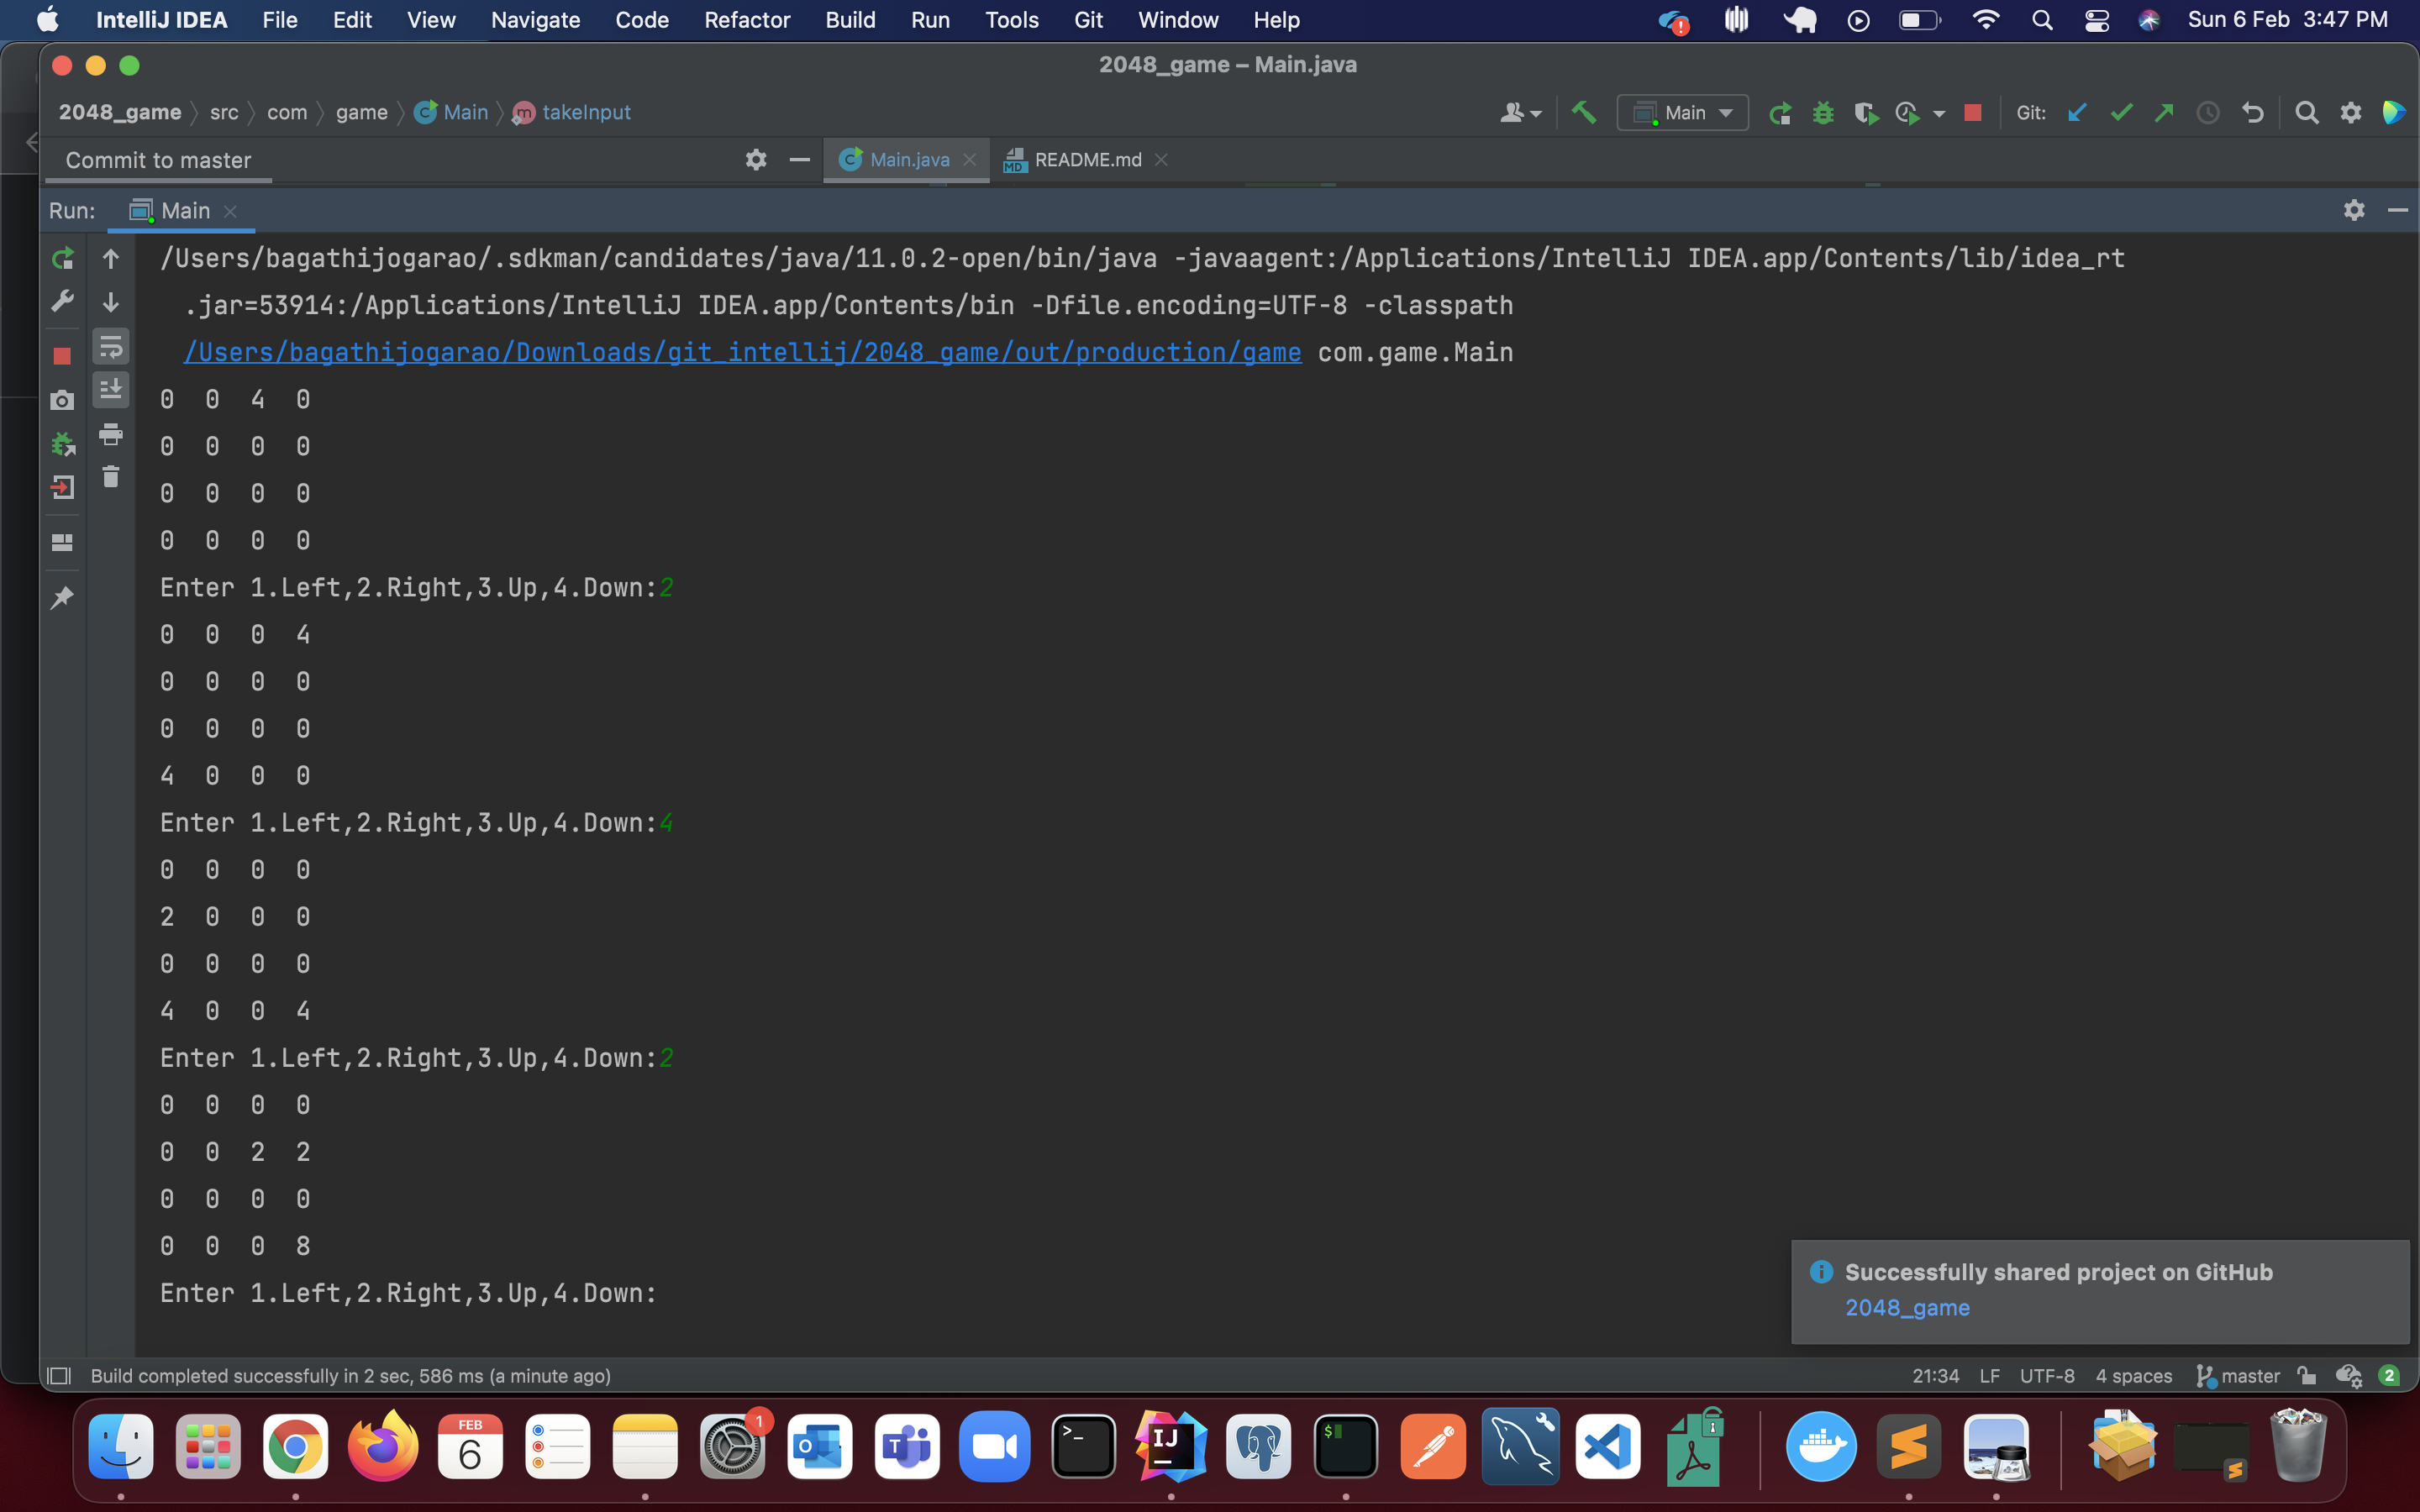 IntelliJ IDEA File Edit View Navigate Code Refactor Build Run Tools Git Window Help Sun 6 Feb 3:47 PM
2048_game – Main.java
2048_game src com game Main takeInput Main Git:
Commit to master Main.java README.md
Run: Main
/Users/bagathijogarao/.sdkman/candidates/java/11.0.2-open/bin/java -javaagent:/Applications/IntelliJ IDEA.app/Contents/lib/idea_rt
.jar=53914:/Applications/IntelliJ IDEA.app/Contents/bin -Dfile.encoding=UTF-8 -classpath
/Users/bagathijogarao/Downloads/git_intellij/2048_game/out/production/game com.game.Main
0 0 4 0
0 0 0 0
0 0 0 0
0 0 0 0
Enter 1.Left,2.Right,3.Up,4.Down:2
0 0 0 4
0 0 0 0
0 0 0 0
4 0 0 0
Enter 1.Left,2.Right,3.Up,4.Down:4
0 0 0 0
2 0 0 0
0 0 0 0
4 0 0 4
Enter 1.Left,2.Right,3.Up,4.Down:2
0 0 0 0
0 0 2 2
0 0 0 0
0 0 0 8
Enter 1.Left,2.Right,3.Up,4.Down:
Successfully shared project on GitHub
2048_game
Build completed successfully in 2 sec, 586 ms (a minute ago) 21:34 LF UTF-8 4 spaces master 2
FEB
6
1